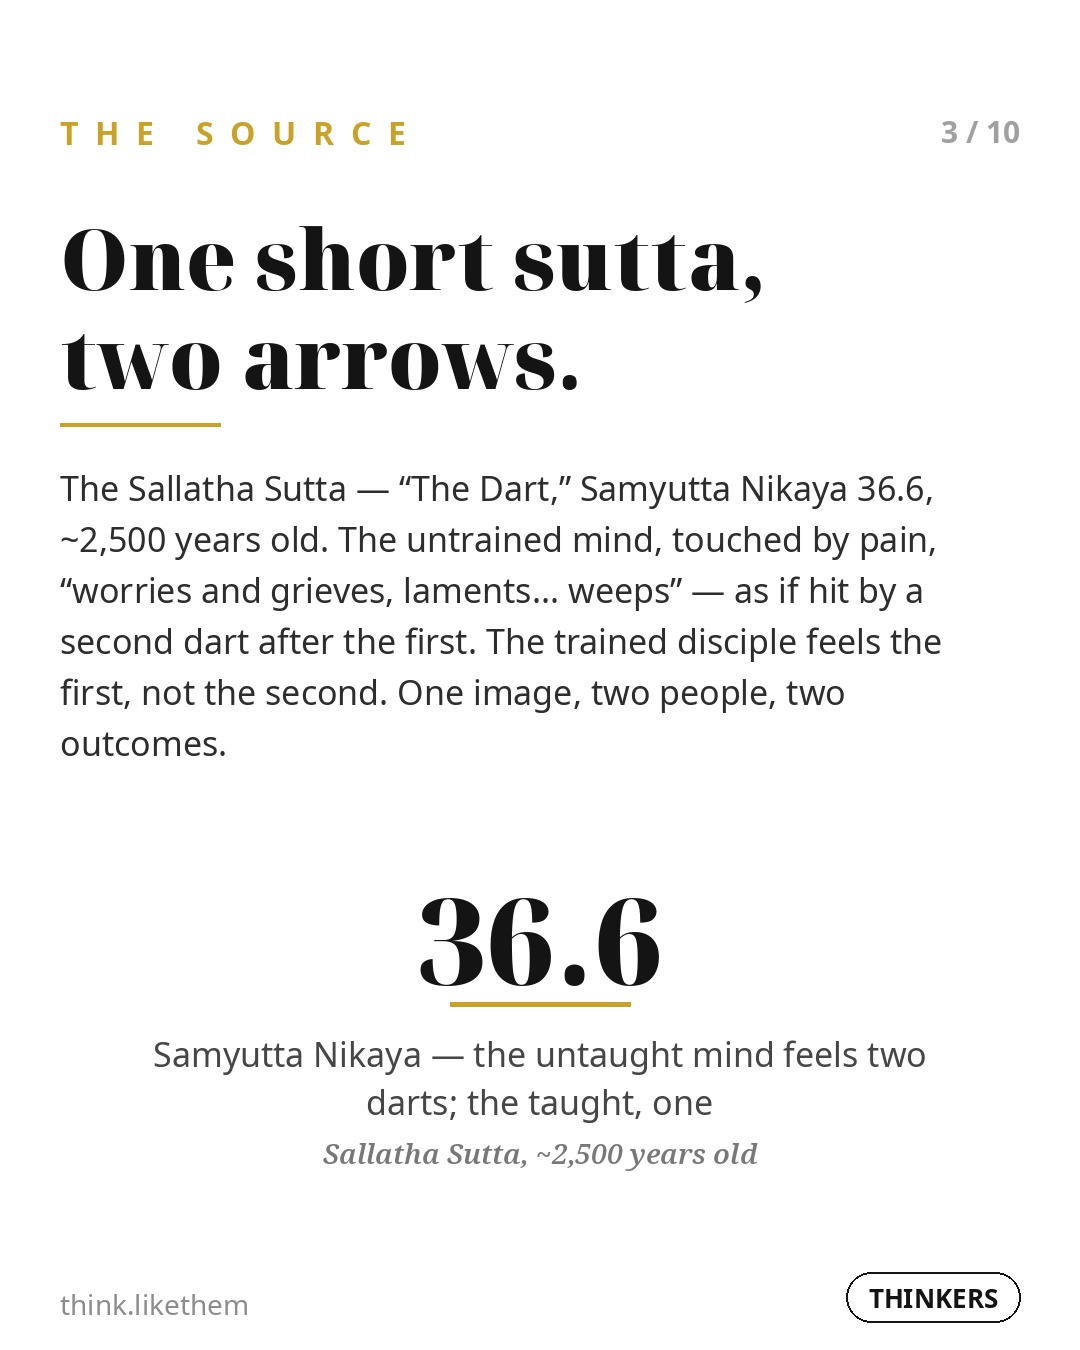 THE SOURCE
3 / 10
One short sutta,
two arrows.
The Sallatha Sutta — “The Dart,” Samyutta Nikaya 36.6,
~2,500 years old. The untrained mind, touched by pain,
“worries and grieves, laments… weeps” — as if hit by a
second dart after the first. The trained disciple feels the
first, not the second. One image, two people, two
outcomes.
36.6
Samyutta Nikaya — the untaught mind feels two
darts; the taught, one
Sallatha Sutta, ~2,500 years old
think.likethem
THINKERS